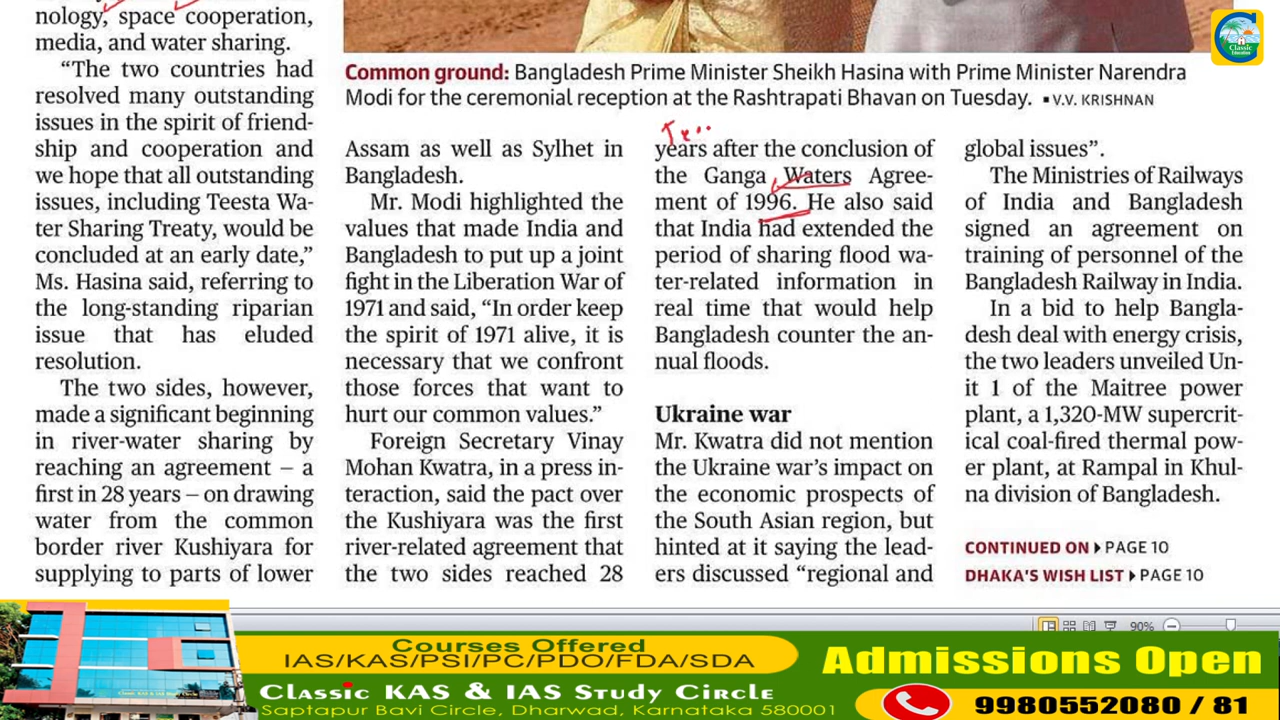 nology, space cooperation,
media, and water sharing.
“The two countries had
resolved many outstanding
issues in the spirit of friend-
ship and cooperation and
we hope that all outstanding
issues, including Teesta Wa-
ter Sharing Treaty, would be
concluded at an early date,”
Ms. Hasina said, referring to
the long-standing riparian
issue that has eluded
resolution.
The two sides, however,
made a significant beginning
in river-water sharing by
reaching an agreement – a
first in 28 years – on drawing
water from the common
border river Kushiyara for
supplying to parts of lower
Common ground: Bangladesh Prime Minister Sheikh Hasina with Prime Minister Narendra
Modi for the ceremonial reception at the Rashtrapati Bhavan on Tuesday. ▪ V.V. KRISHNAN
Assam as well as Sylhet in
Bangladesh.
Mr. Modi highlighted the
values that made India and
Bangladesh to put up a joint
fight in the Liberation War of
1971 and said, “In order keep
the spirit of 1971 alive, it is
necessary that we confront
those forces that want to
hurt our common values.”
Foreign Secretary Vinay
Mohan Kwatra, in a press in-
teraction, said the pact over
the Kushiyara was the first
river-related agreement that
the two sides reached 28
years after the conclusion of
the Ganga Waters Agree-
ment of 1996. He also said
that India had extended the
period of sharing flood wa-
ter-related information in
real time that would help
Bangladesh counter the an-
nual floods.
Ukraine war
Mr. Kwatra did not mention
the Ukraine war’s impact on
the economic prospects of
the South Asian region, but
hinted at it saying the lead-
ers discussed “regional and
global issues”.
The Ministries of Railways
of India and Bangladesh
signed an agreement on
training of personnel of the
Bangladesh Railway in India.
In a bid to help Bangla-
desh deal with energy crisis,
the two leaders unveiled Un-
it 1 of the Maitree power
plant, a 1,320-MW supercrit-
ical coal-fired thermal pow-
er plant, at Rampal in Khul-
na division of Bangladesh.
CONTINUED ON ▸ PAGE 10
DHAKA'S WISH LIST ▸ PAGE 10
Classic
Education
90%
Courses Offered
IAS/KAS/PSI/PC/PDO/FDA/SDA
Classic KAS & IAS Study Circle
Saptapur Bavi Circle, Dharwad, Karnataka 580001
Admissions Open
9980552080 / 81